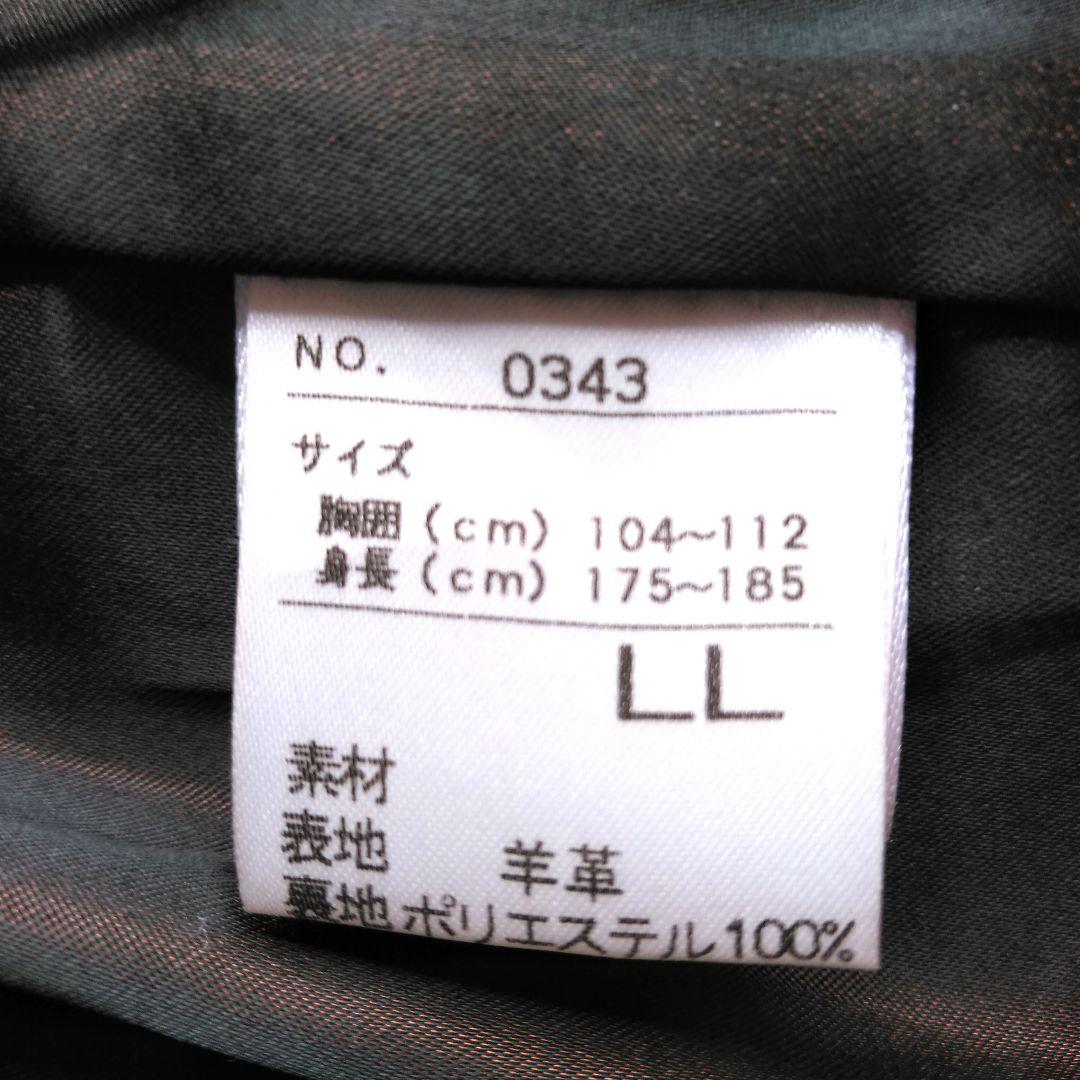 NO. 0343
サイズ
胸囲(cm) 104〜112
身長(cm) 175〜185
LL
素材
表地 羊革
裏地 ポリエステル100%